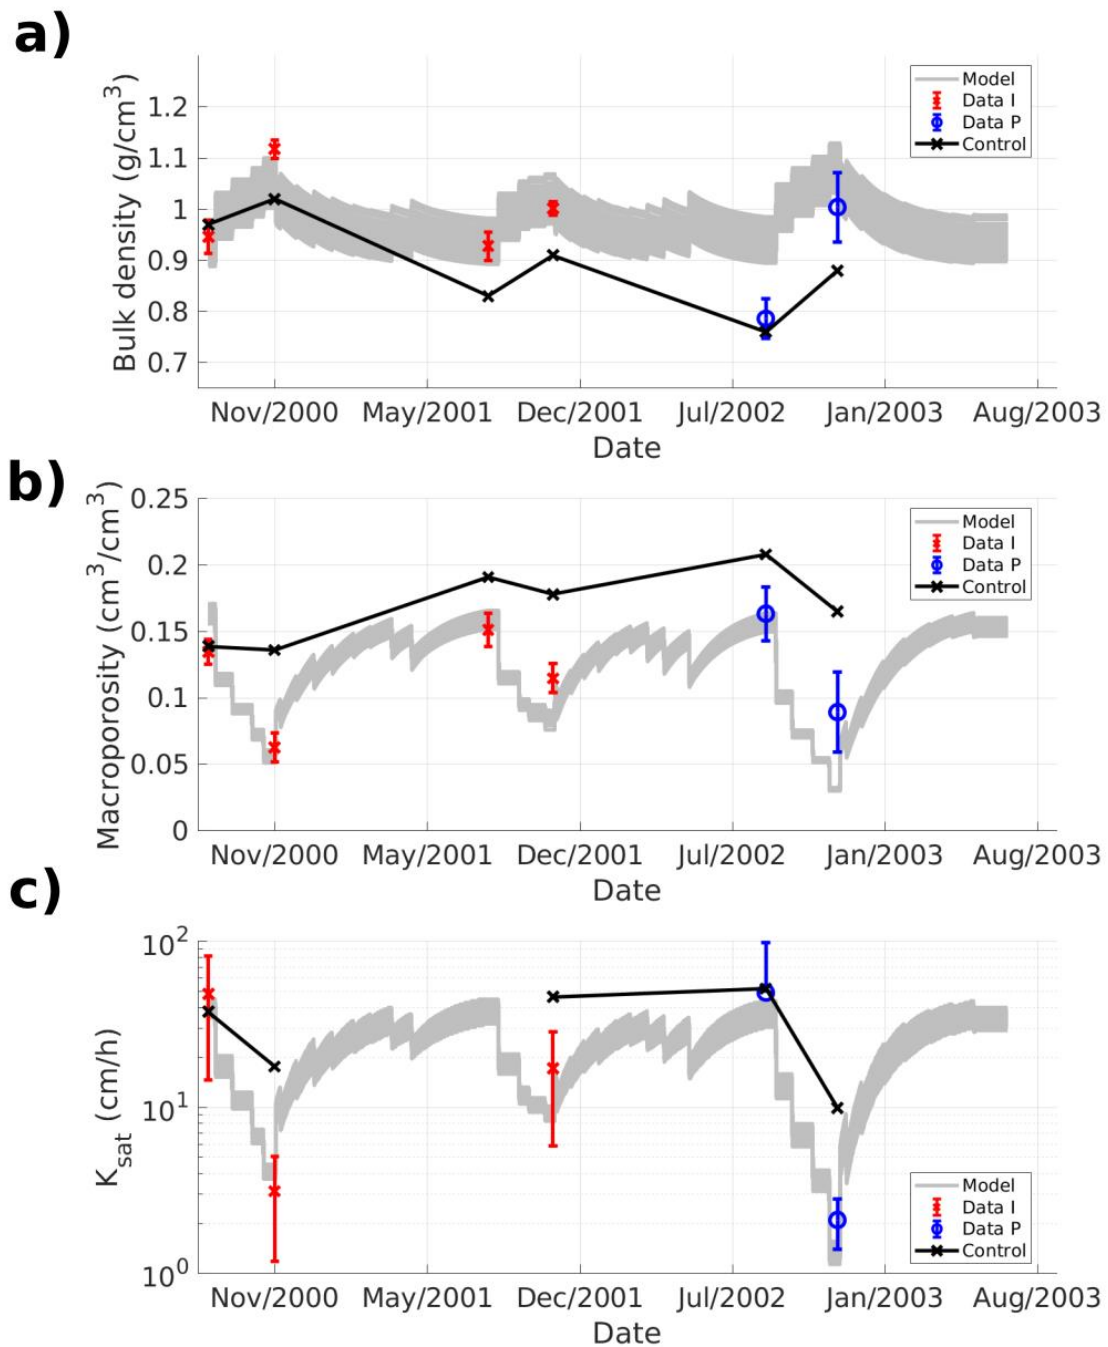 a)
Bulk density (g/cm³)
1.2
1.1
1
0.9
0.8
0.7
Model
Data I
Data P
Control
Nov/2000 May/2001 Dec/2001 Jul/2002 Jan/2003 Aug/2003
Date
b)
Macroporosity (cm³/cm³)
0.25
0.2
0.15
0.1
0.05
0
Model
Data I
Data P
Control
Nov/2000 May/2001 Dec/2001 Jul/2002 Jan/2003 Aug/2003
Date
c)
K_sat (cm/h)
10²
10¹
10⁰
Model
Data I
Data P
Control
Nov/2000 May/2001 Dec/2001 Jul/2002 Jan/2003 Aug/2003
Date